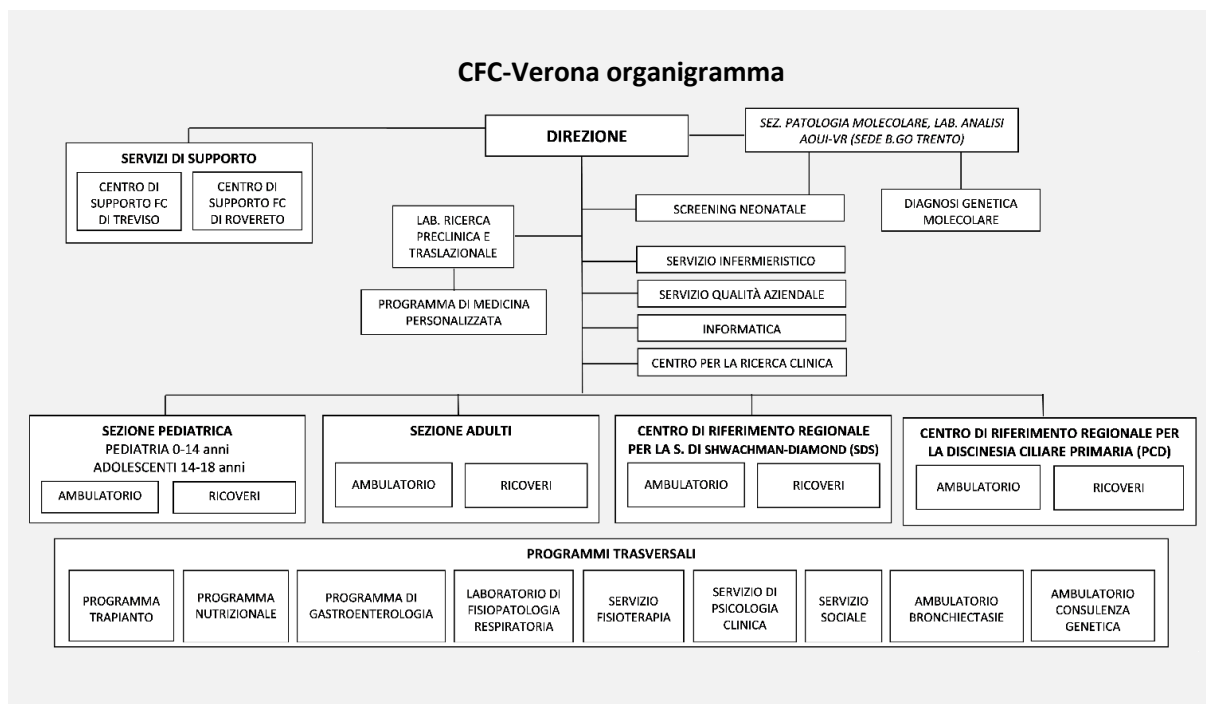 CFC-Verona organigramma
DIREZIONE
SEZ. PATOLOGIA MOLECOLARE, LAB. ANALISI
AOUI-VR (SEDE B.GO TRENTO)
SERVIZI DI SUPPORTO
CENTRO DI
SUPPORTO FC
DI TREVISO
CENTRO DI
SUPPORTO FC
DI ROVERETO
LAB. RICERCA
PRECLINICA E
TRASLAZIONALE
PROGRAMMA DI MEDICINA
PERSONALIZZATA
SCREENING NEONATALE
DIAGNOSI GENETICA
MOLECOLARE
SERVIZIO INFERMIERISTICO
SERVIZIO QUALITÀ AZIENDALE
INFORMATICA
CENTRO PER LA RICERCA CLINICA
SEZIONE PEDIATRICA
PEDIATRIA 0-14 anni
ADOLESCENTI 14-18 anni
AMBULATORIO
RICOVERI
SEZIONE ADULTI
AMBULATORIO
RICOVERI
CENTRO DI RIFERIMENTO REGIONALE
PER LA S. DI SHWACHMAN-DIAMOND (SDS)
AMBULATORIO
RICOVERI
CENTRO DI RIFERIMENTO REGIONALE PER
LA DISCINESIA CILIARE PRIMARIA (PCD)
AMBULATORIO
RICOVERI
PROGRAMMI TRASVERSALI
PROGRAMMA
TRAPIANTO
PROGRAMMA
NUTRIZIONALE
PROGRAMMA DI
GASTROENTEROLOGIA
LABORATORIO DI
FISIOPATOLOGIA
RESPIRATORIA
SERVIZIO
FISIOTERAPIA
SERVIZIO DI
PSICOLOGIA
CLINICA
SERVIZIO
SOCIALE
AMBULATORIO
BRONCHIECTASIE
AMBULATORIO
CONSULENZA
GENETICA